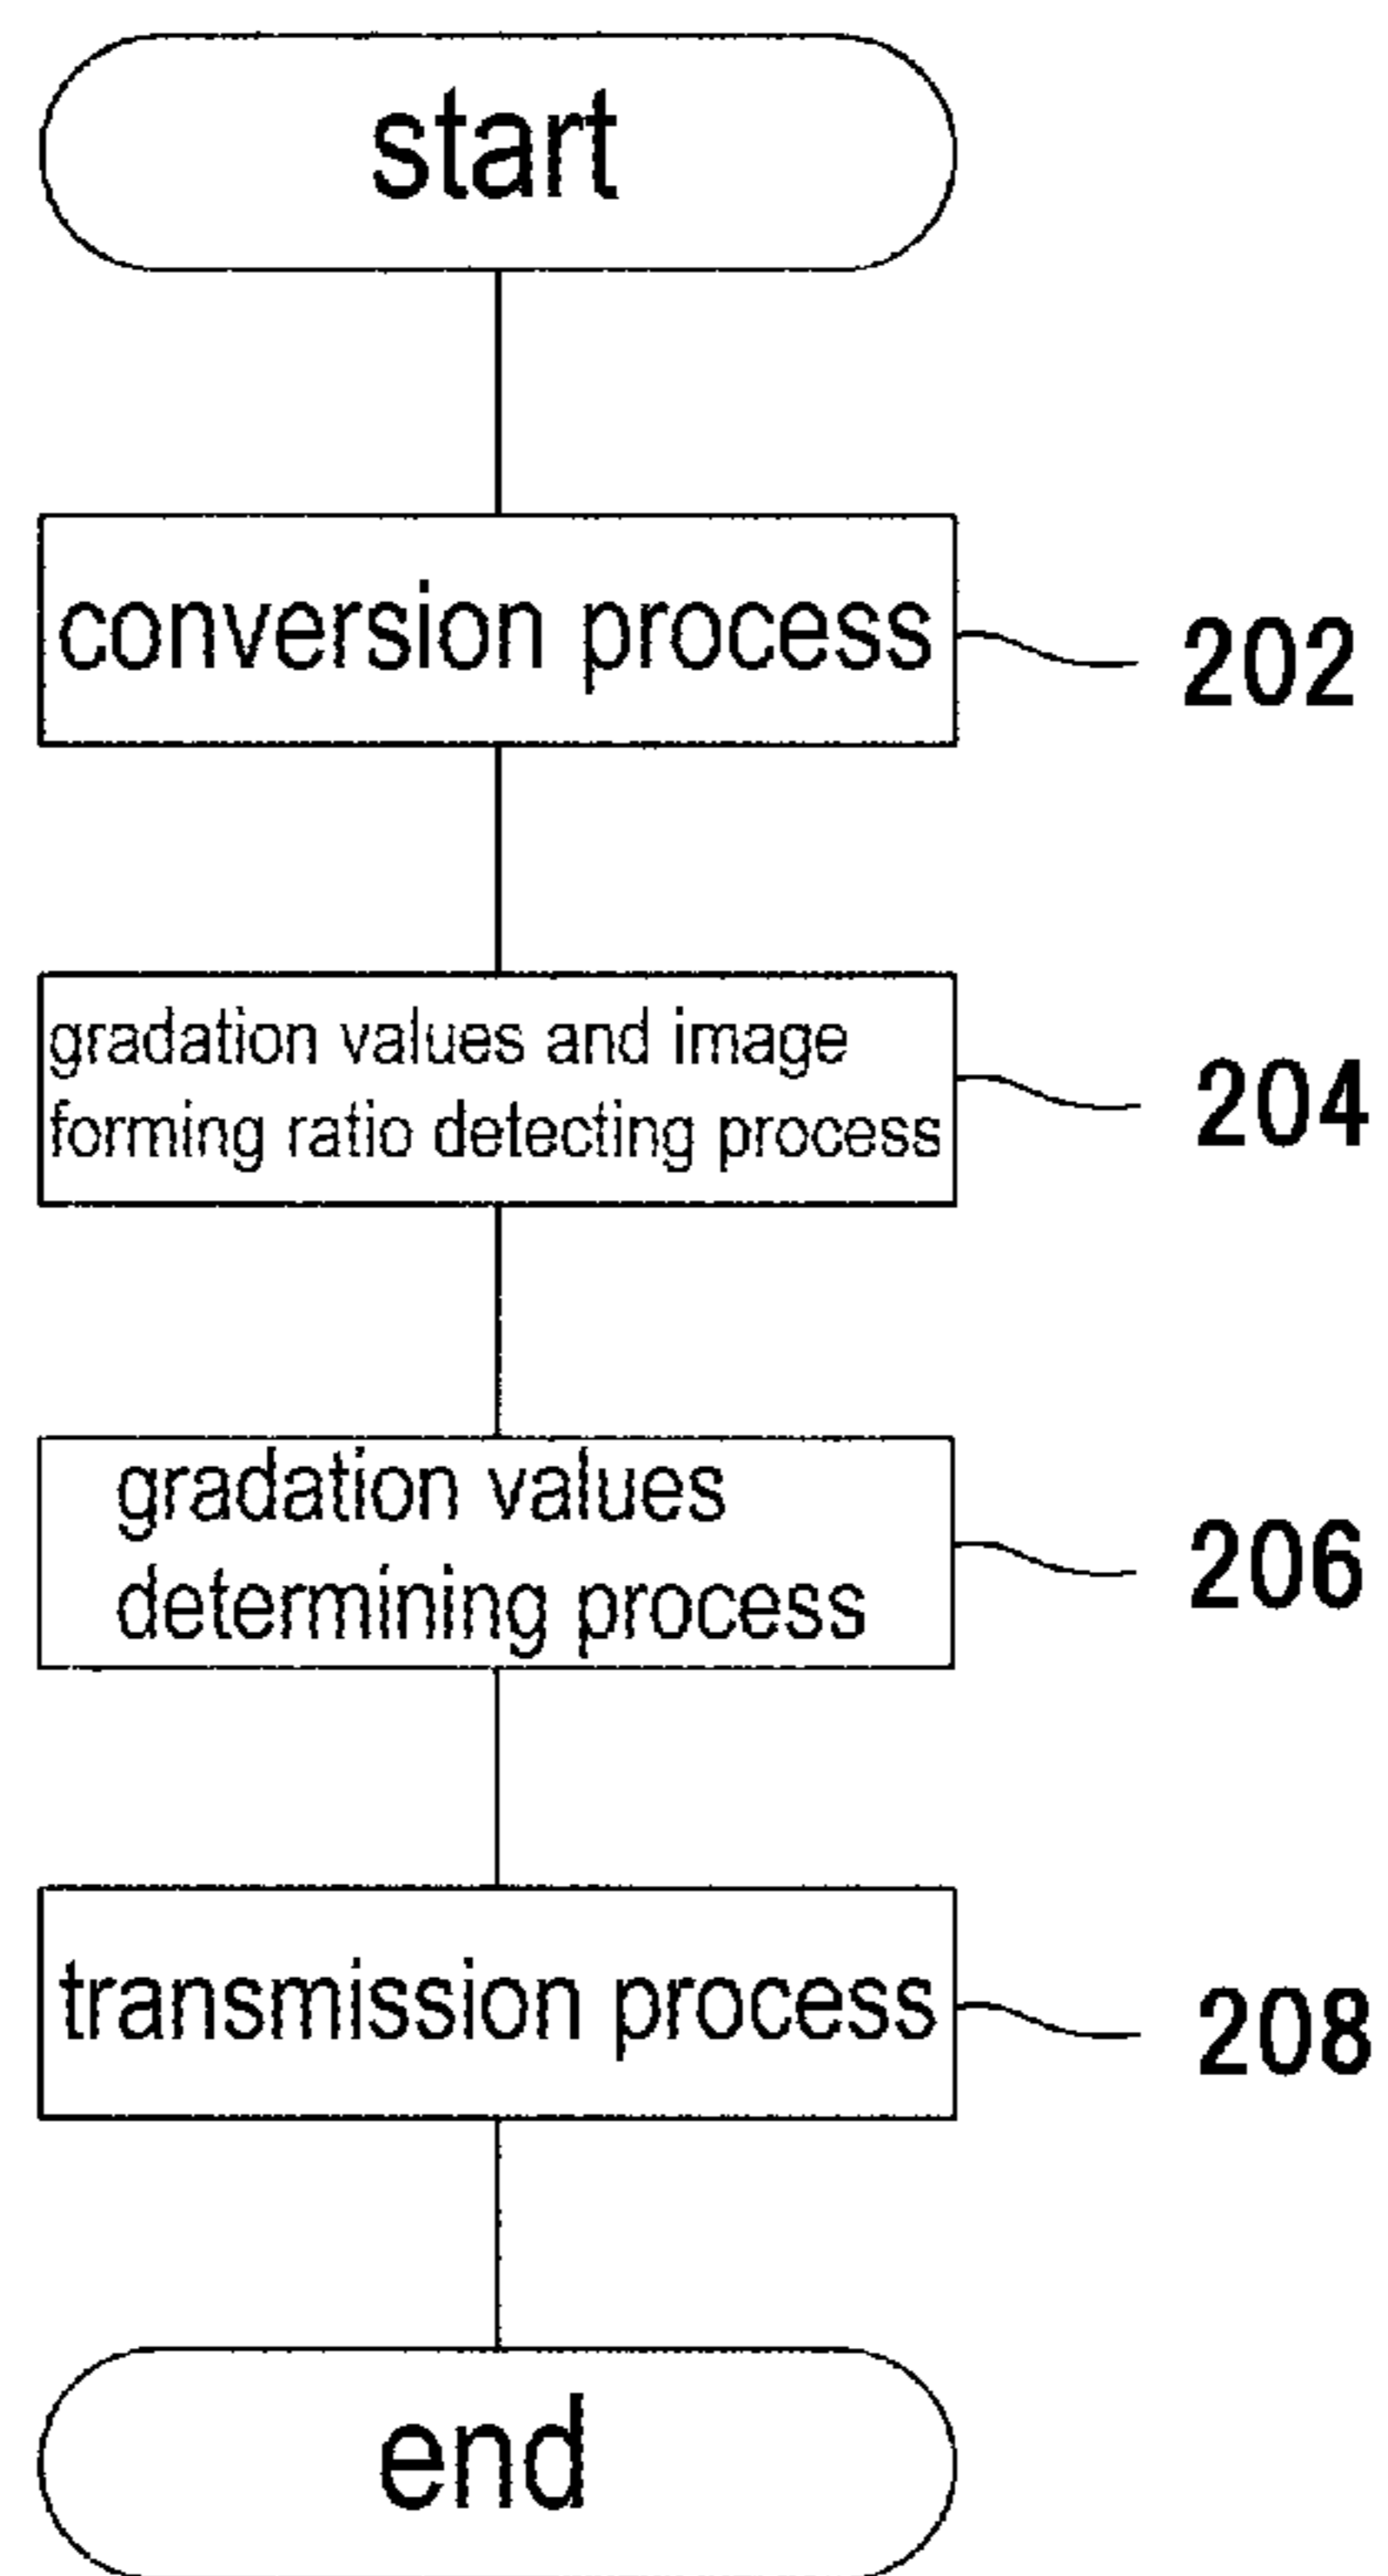 start
conversion process
202
gradation values and image
forming ratio detecting process
204
gradation values
determining process
206
transmission process
208
end